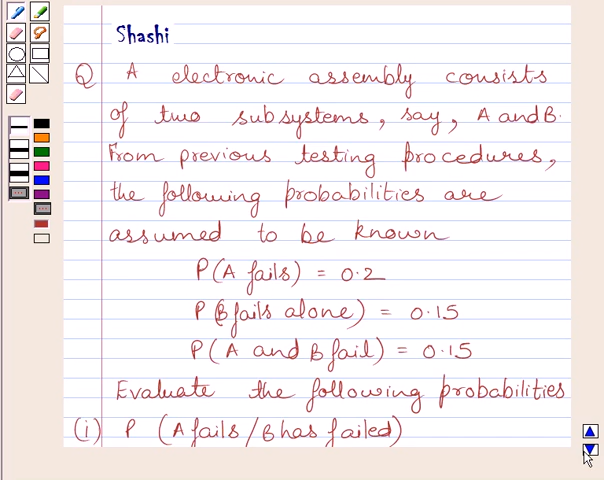 Shashi
Q A electronic assembly consists
of two subsystems, say, A and B.
From previous testing procedures,
the following probabilities are
assumed to be known
P(A fails) = 0.2
P(B fails alone) = 0.15
P(A and B fail) = 0.15
Evaluate the following probabilities
(i) P (A fails/B has failed)